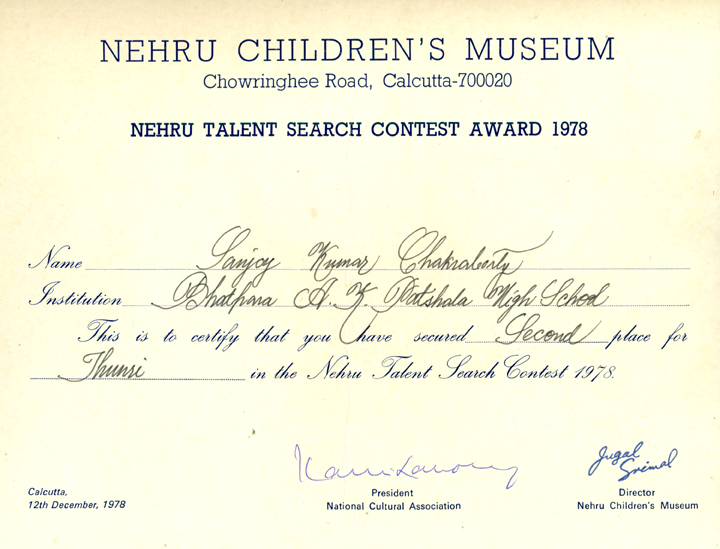 NEHRU CHILDREN'S MUSEUM
Chowringhee Road, Calcutta-700020
NEHRU TALENT SEARCH CONTEST AWARD 1978
Name Sanjoy Kumar Chakraborty
Institution Bhatpara A. K. Patshala High School
This is to certify that you have secured Second place for
Thumri in the Nehru Talent Search Contest 1978.
Jugal
Srimal
Calcutta,
12th December, 1978
President
National Cultural Association
Director
Nehru Children's Museum